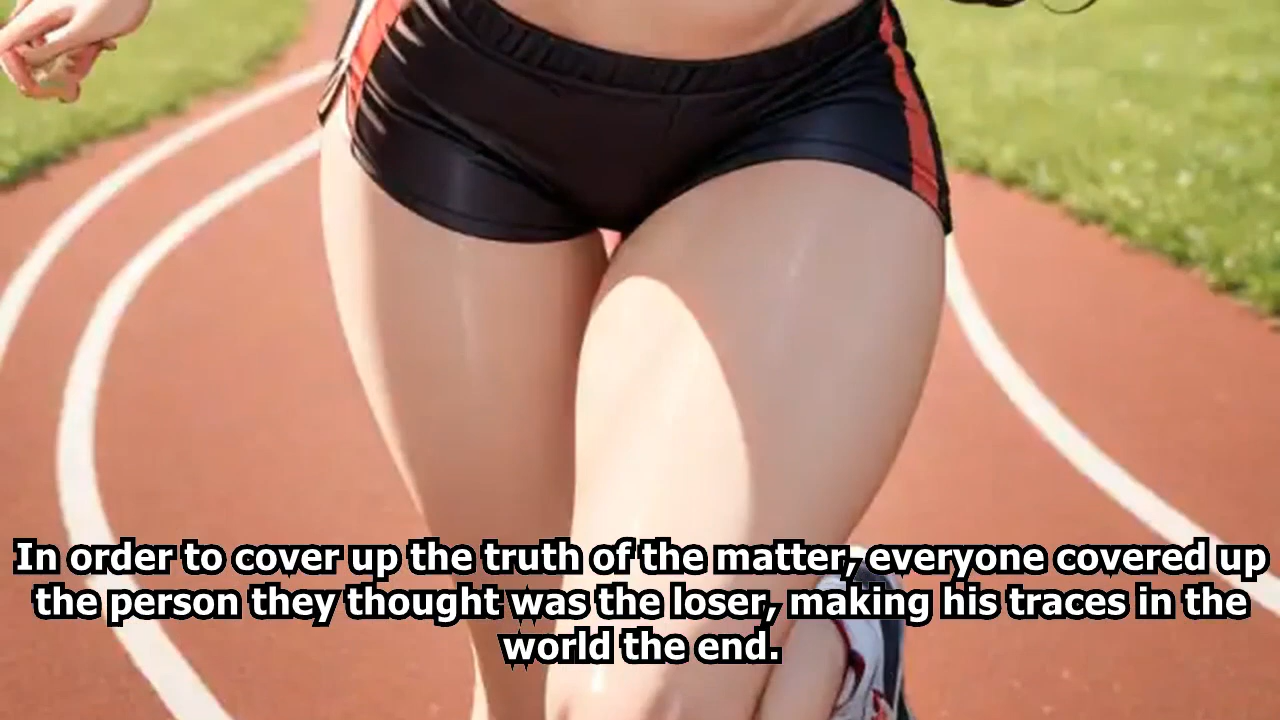 In order to cover up the truth of the matter, everyone covered up
the person they thought was the loser, making his traces in the
world the end.